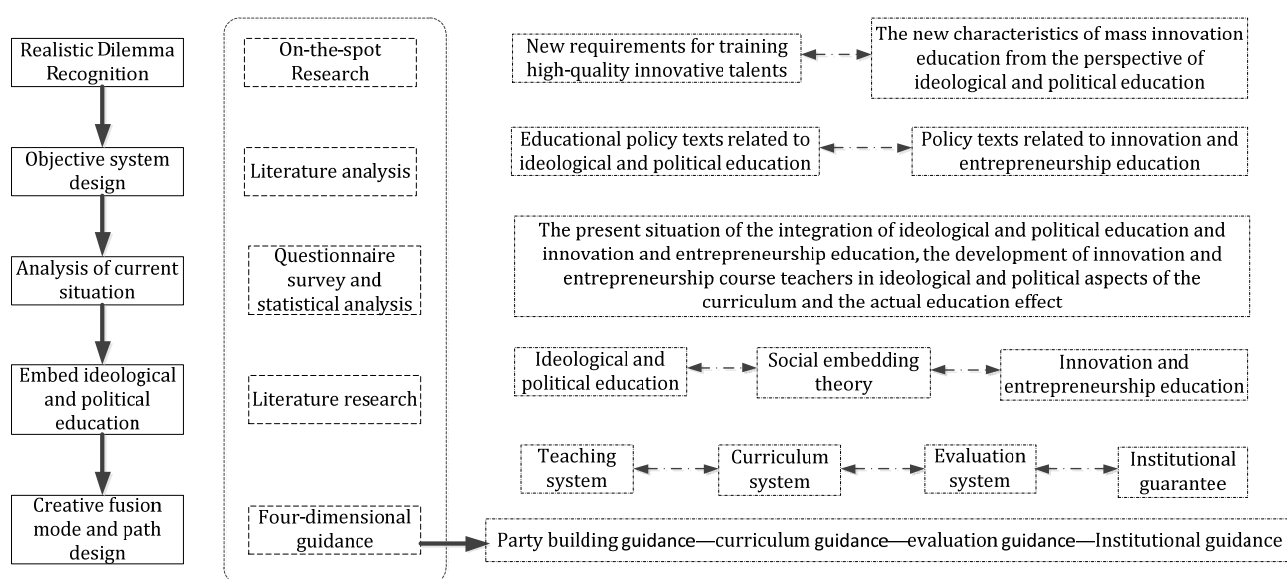 Realistic Dilemma
Recognition
On-the-spot
Research
New requirements for training
high-quality innovative talents
The new characteristics of mass innovation
education from the perspective of
ideological and political education
Objective system
design
Literature analysis
Educational policy texts related to
ideological and political education
Policy texts related to innovation and
entrepreneurship education
Analysis of current
situation
Questionnaire
survey and
statistical analysis
The present situation of the integration of ideological and political education and
innovation and entrepreneurship education, the development of innovation and
entrepreneurship course teachers in ideological and political aspects of the
curriculum and the actual education effect
Embed ideological
and political
education
Literature research
Ideological and
political education
Social embedding
theory
Innovation and
entrepreneurship education
Teaching
system
Curriculum
system
Evaluation
system
Institutional
guarantee
Creative fusion
mode and path
design
Four-dimensional
guidance
Party building guidance—curriculum guidance—evaluation guidance—Institutional guidance